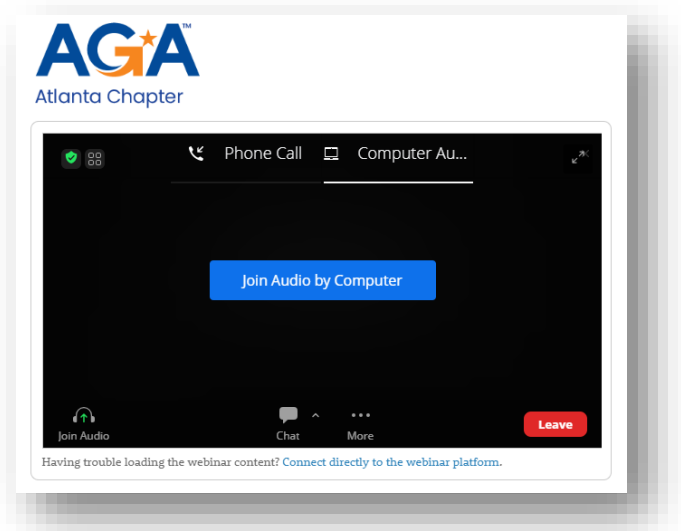 AGA™
Atlanta Chapter
Phone Call Computer Au...
Join Audio by Computer
Join Audio Chat More Leave
Having trouble loading the webinar content? Connect directly to the webinar platform.